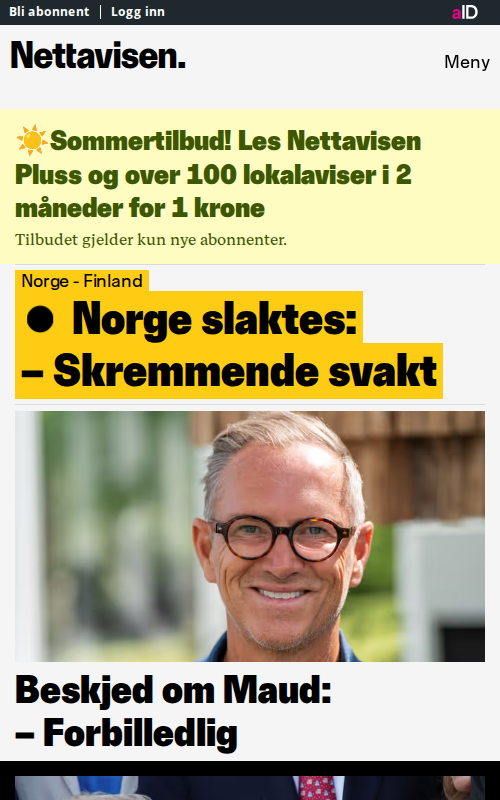 Bli abonnent | Logg inn
aID
Nettavisen.
Meny
☀️Sommertilbud! Les Nettavisen
Pluss og over 100 lokalaviser i 2
måneder for 1 krone
Tilbudet gjelder kun nye abonnenter.
Norge - Finland
● Norge slaktes:
– Skremmende svakt
Beskjed om Maud:
– Forbilledlig